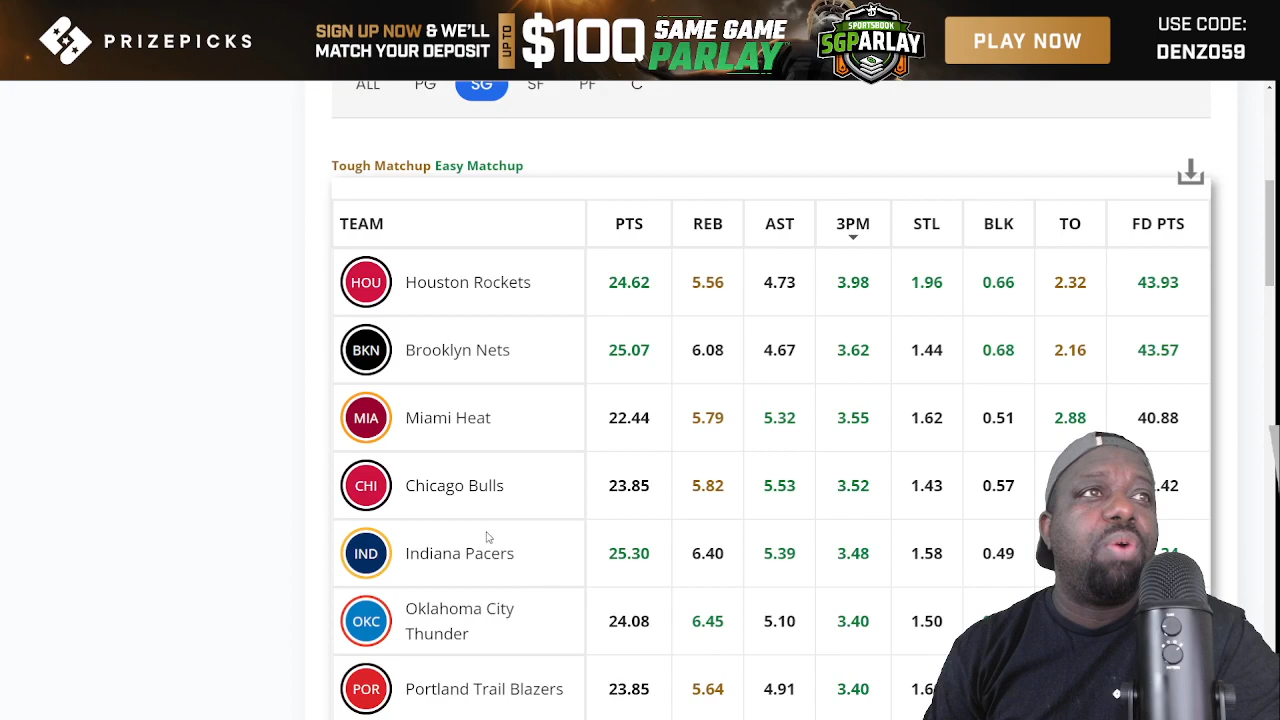 PRIZEPICKS
SIGN UP NOW & WE'LL
MATCH YOUR DEPOSIT
UP TO
$100
SAME GAME
PARLAY
SPORTSBOOK
SGPARLAY
PLAY NOW
USE CODE:
DENZO59
ALL PG SG SF PF C
Tough Matchup Easy Matchup
TEAM PTS REB AST 3PM STL BLK TO FD PTS
HOU Houston Rockets 24.62 5.56 4.73 3.98 1.96 0.66 2.32 43.93
BKN Brooklyn Nets 25.07 6.08 4.67 3.62 1.44 0.68 2.16 43.57
MIA Miami Heat 22.44 5.79 5.32 3.55 1.62 0.51 2.88 40.88
CHI Chicago Bulls 23.85 5.82 5.53 3.52 1.43 0.57 .42
IND Indiana Pacers 25.30 6.40 5.39 3.48 1.58 0.49
OKC Oklahoma City
Thunder 24.08 6.45 5.10 3.40 1.50
POR Portland Trail Blazers 23.85 5.64 4.91 3.40 1.6